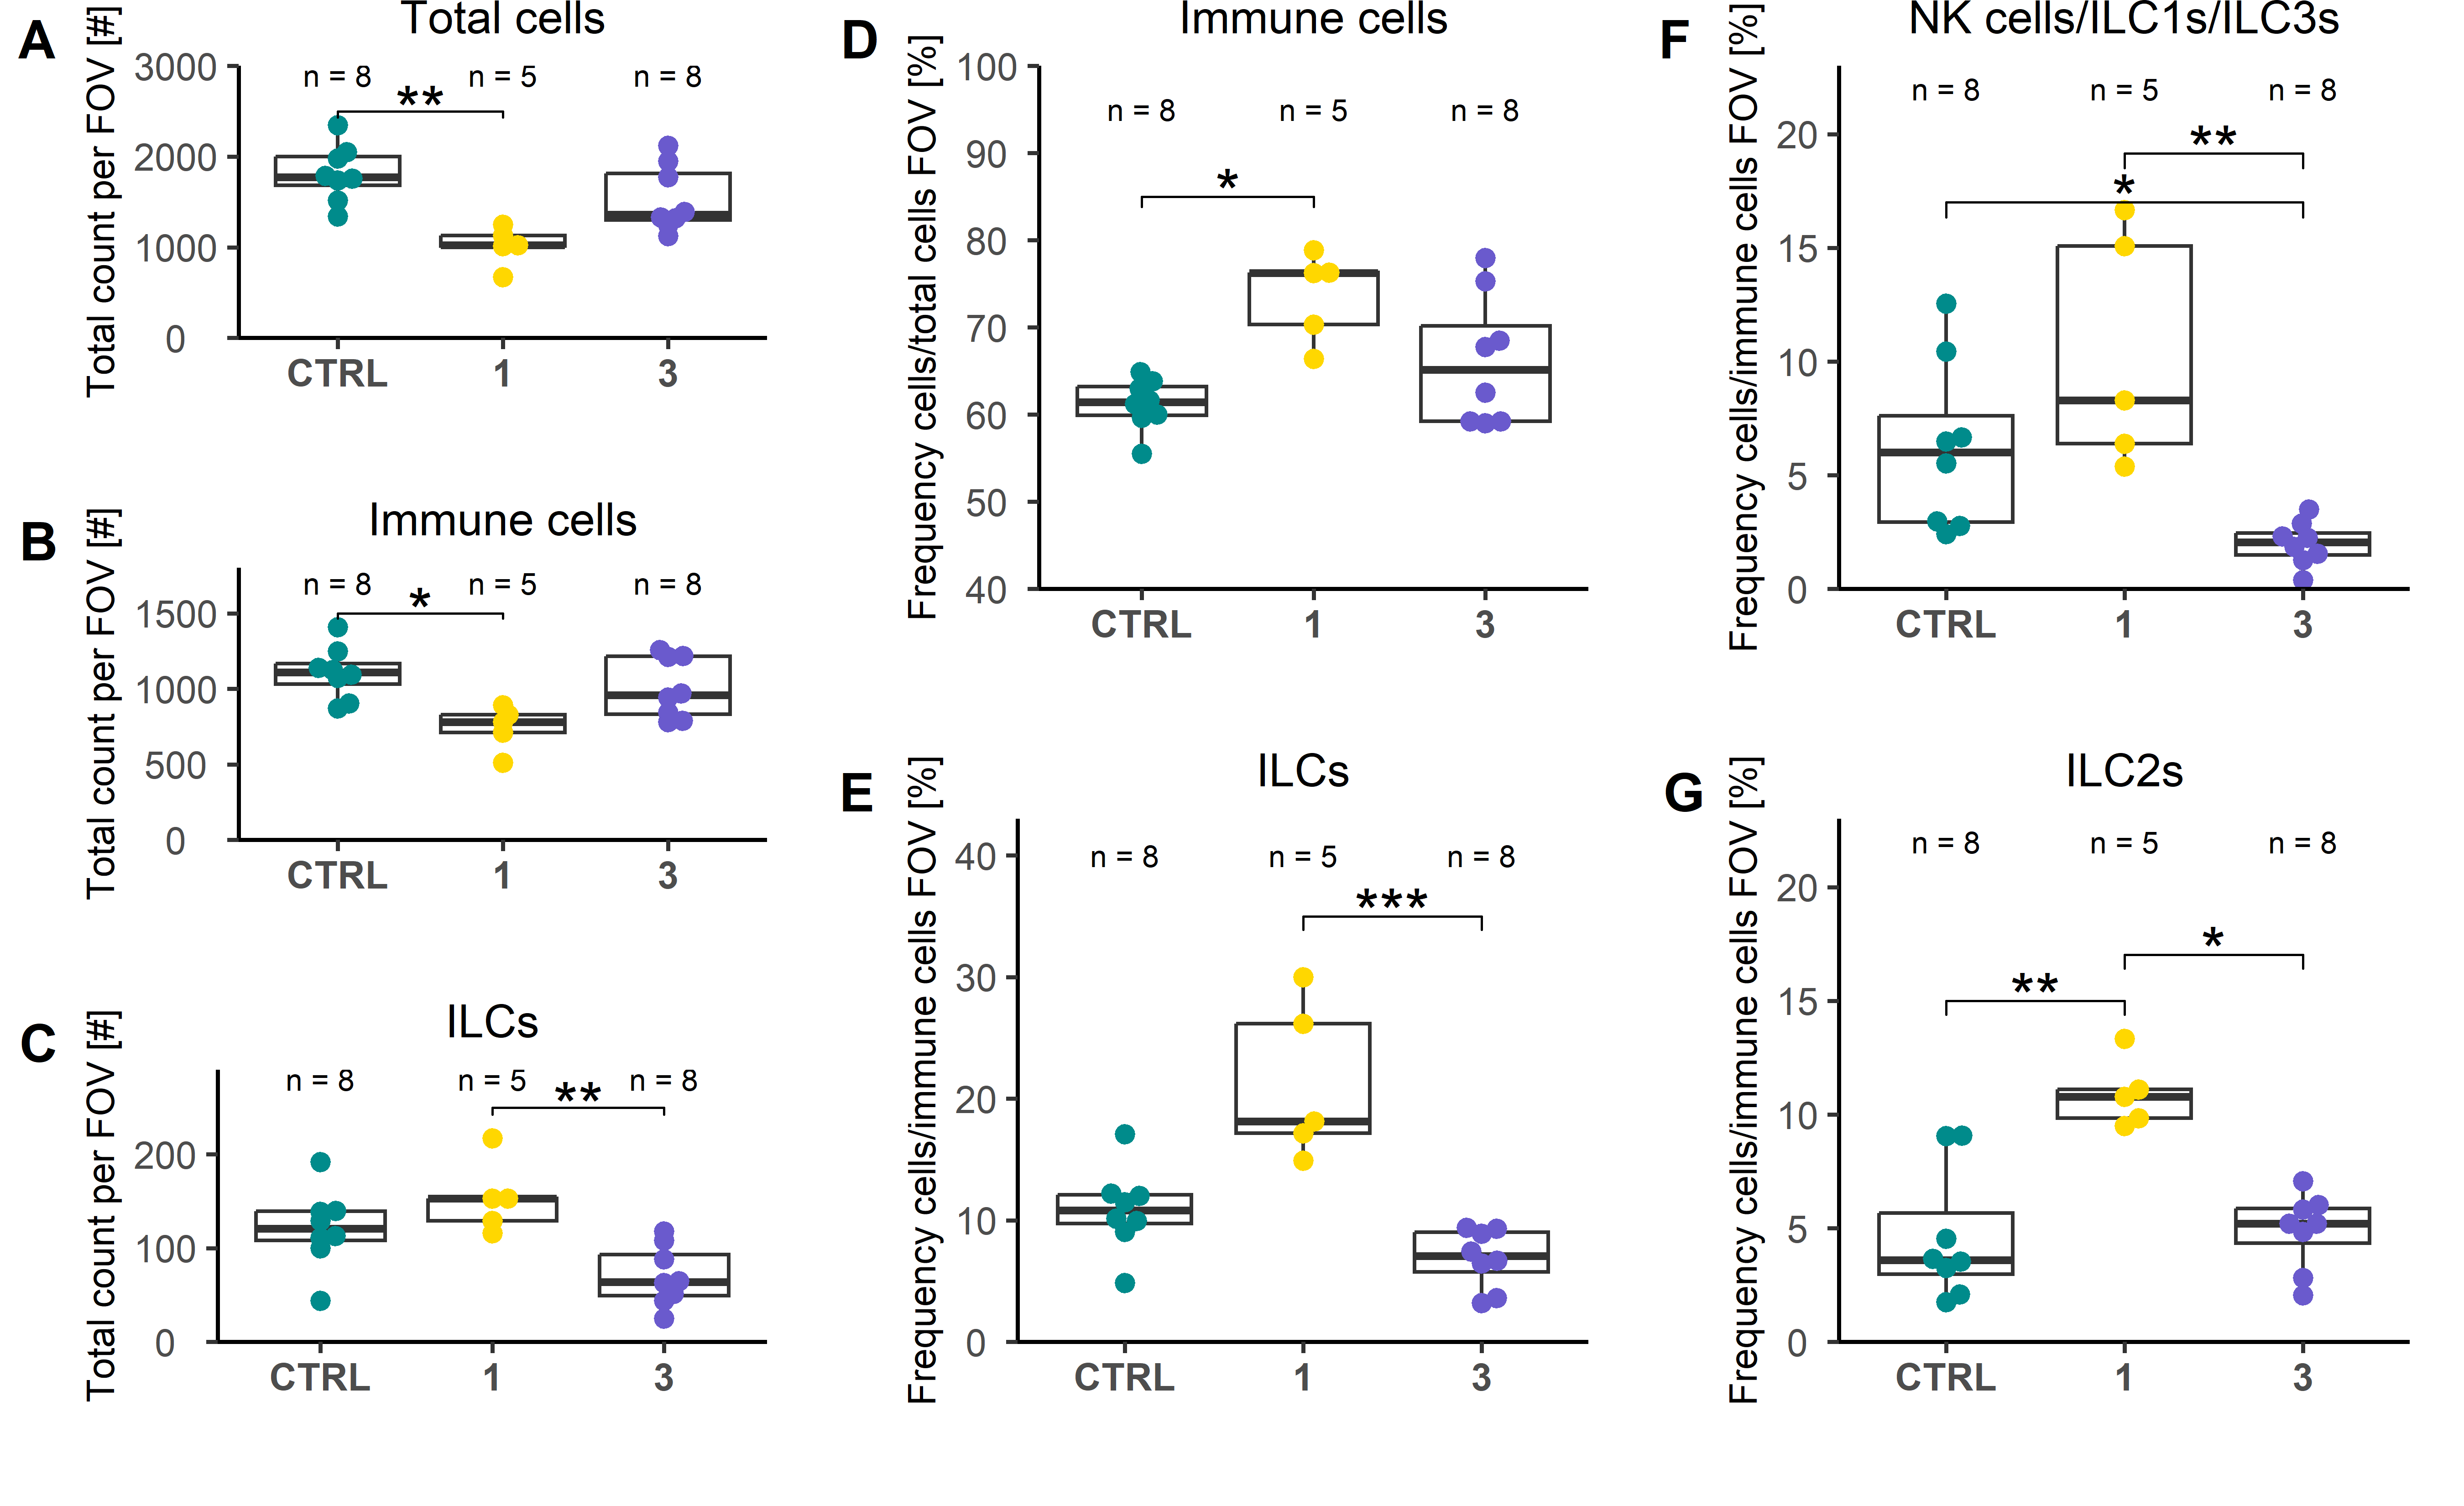 A
Total cells
Total count per FOV [#]
3000
2000
1000
0
n = 8
n = 5
n = 8
**
CTRL
1
3
B
Immune cells
Total count per FOV [#]
1500
1000
500
0
n = 8
n = 5
n = 8
*
CTRL
1
3
C
ILCs
Total count per FOV [#]
200
100
0
n = 8
n = 5
n = 8
**
CTRL
1
3
D
Immune cells
Frequency cells/total cells FOV [%]
100
90
80
70
60
50
40
n = 8
n = 5
n = 8
*
CTRL
1
3
E
ILCs
Frequency cells/immune cells FOV [%]
40
30
20
10
0
n = 8
n = 5
n = 8
***
CTRL
1
3
F
NK cells/ILC1s/ILC3s
Frequency cells/immune cells FOV [%]
20
15
10
5
0
n = 8
n = 5
n = 8
**
*
CTRL
1
3
G
ILC2s
Frequency cells/immune cells FOV [%]
20
15
10
5
0
n = 8
n = 5
n = 8
*
**
CTRL
1
3